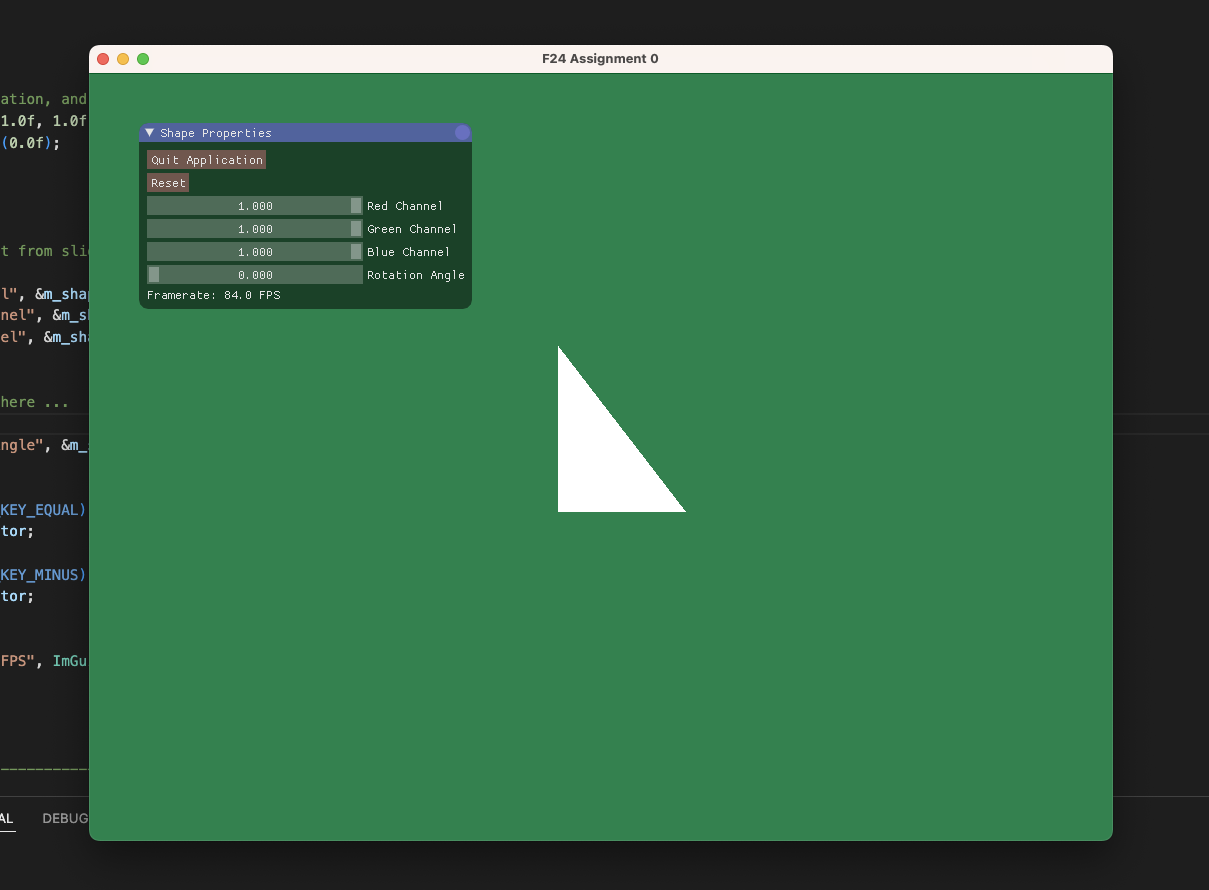 F24 Assignment 0
ation, and
1.0f, 1.0f
(0.0f);
Shape Properties
Quit Application
Reset
1.000 Red Channel
1.000 Green Channel
t from sli
1.000 Blue Channel
0.000 Rotation Angle
l", &m_sha
Framerate: 84.0 FPS
nel", &m_s
el", &m_sha
here ...
ngle", &m_
KEY_EQUAL)
tor;
KEY_MINUS)
tor;
FPS", ImGu
AL DEBUG